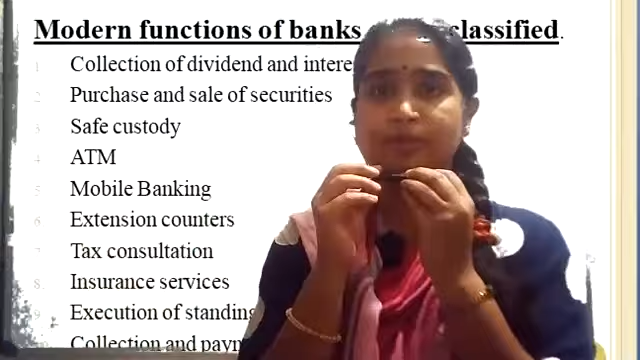 Modern functions of banks classified.
1 Collection of dividend and intere
2 Purchase and sale of securities
3 Safe custody
4 ATM
5 Mobile Banking
6 Extension counters
7 Tax consultation
8. Insurance services
9 Execution of standing
Collection and payn